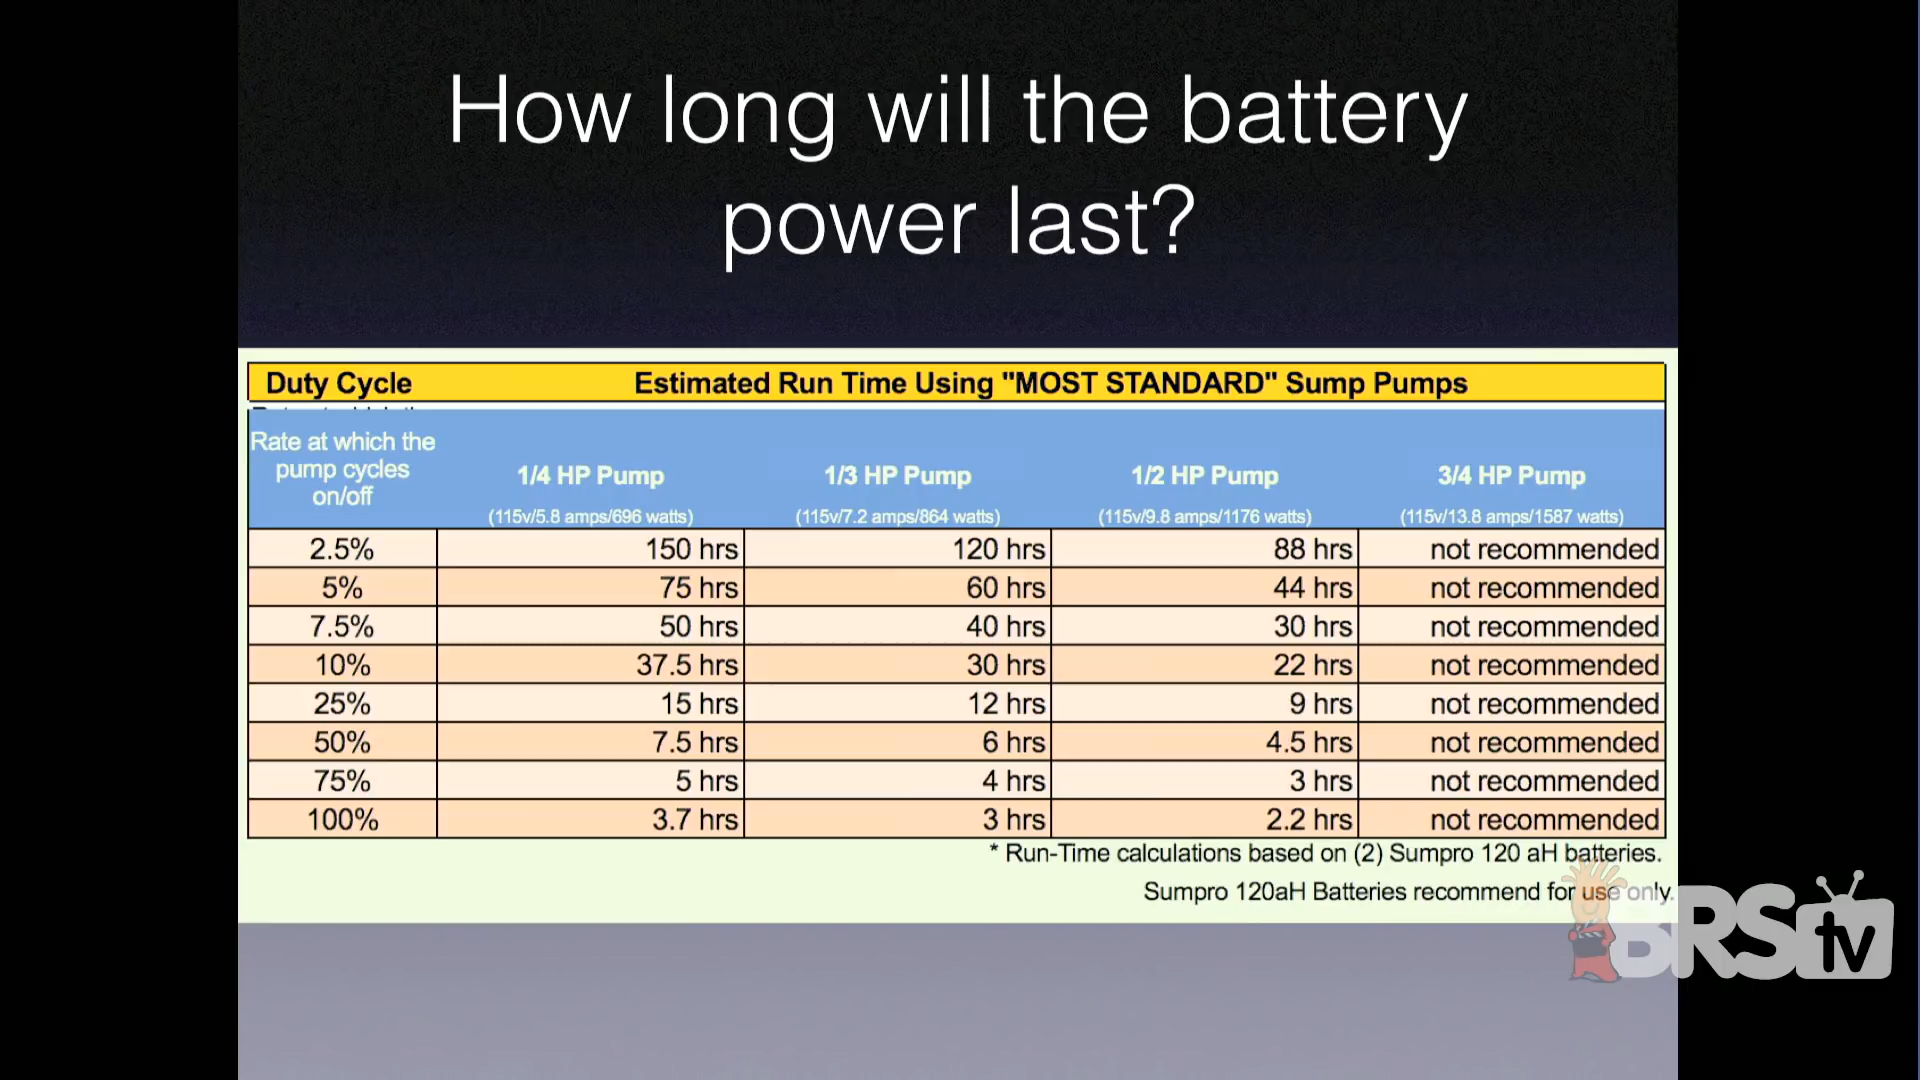 How long will the battery
power last?
Duty Cycle Estimated Run Time Using "MOST STANDARD" Sump Pumps
Rate at which the
pump cycles
on/off
1/4 HP Pump 1/3 HP Pump 1/2 HP Pump 3/4 HP Pump
(115v/5.8 amps/696 watts) (115v/7.2 amps/864 watts) (115v/9.8 amps/1176 watts) (115v/13.8 amps/1587 watts)
2.5% 150 hrs 120 hrs 88 hrs not recommended
5% 75 hrs 60 hrs 44 hrs not recommended
7.5% 50 hrs 40 hrs 30 hrs not recommended
10% 37.5 hrs 30 hrs 22 hrs not recommended
25% 15 hrs 12 hrs 9 hrs not recommended
50% 7.5 hrs 6 hrs 4.5 hrs not recommended
75% 5 hrs 4 hrs 3 hrs not recommended
100% 3.7 hrs 3 hrs 2.2 hrs not recommended
* Run-Time calculations based on (2) Sumpro 120 aH batteries.
Sumpro 120aH Batteries recommend for use only.
BRStv